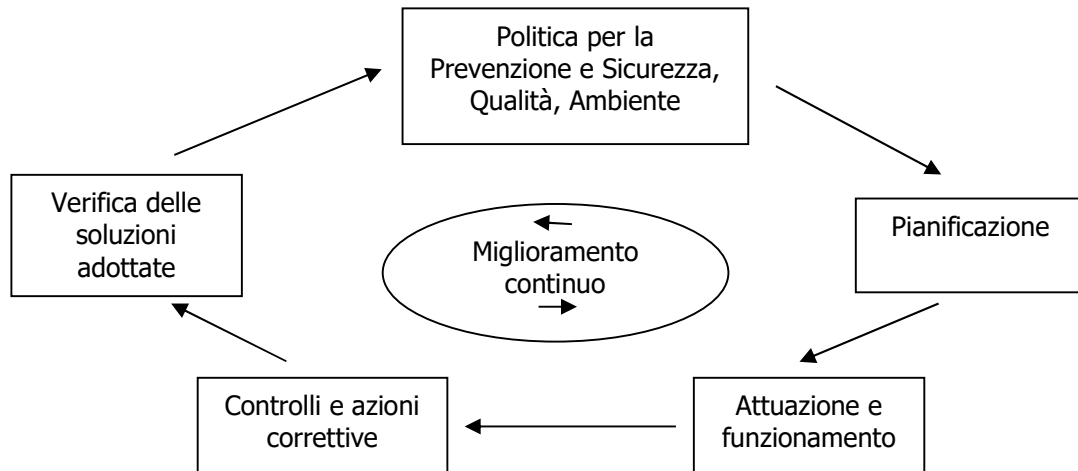 Politica per la
Prevenzione e Sicurezza,
Qualità, Ambiente
Verifica delle
soluzioni
adottate
Pianificazione
Miglioramento
continuo
Controlli e azioni
correttive
Attuazione e
funzionamento